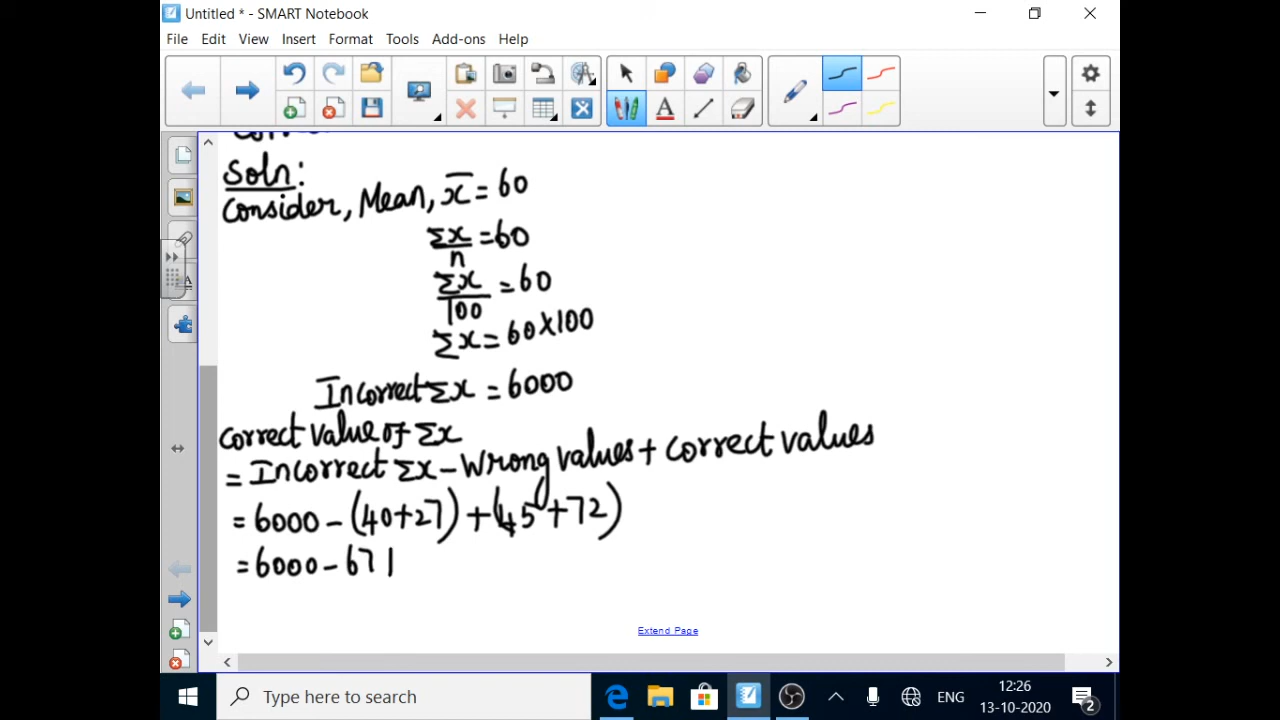 Untitled * - SMART Notebook
File Edit View Insert Format Tools Add-ons Help
Soln:
Consider, Mean, x̅ = 60
Σx/n = 60
Σx/100 = 60
Σx = 60×100
Incorrect Σx = 6000
Correct value of Σx
= Incorrect Σx - Wrong values + correct values
= 6000 - (40+27) + (45+72)
= 6000 - 67 |
Extend Page
Type here to search
ENG
12:26
13-10-2020
2